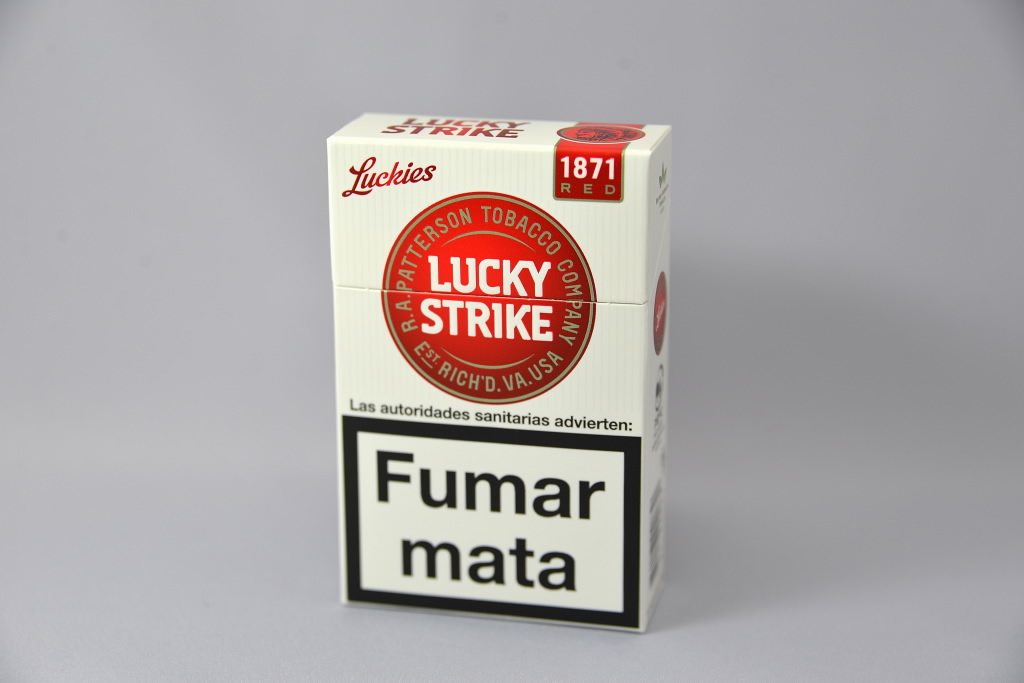 LUCKY
STRIKE
Luckies
1871
RED
R.A.PATTERSON TOBACCO COMPANY
LUCKY
STRIKE
EST. RICH'D.VA.USA
Las autoridades sanitarias advierten:
Fumar
mata